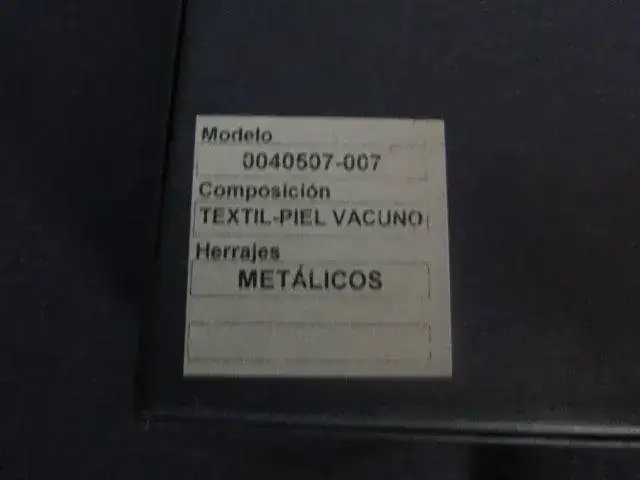 Modelo
0040507-007
Composición
TEXTIL-PIEL VACUNO
Herrajes
METÁLICOS